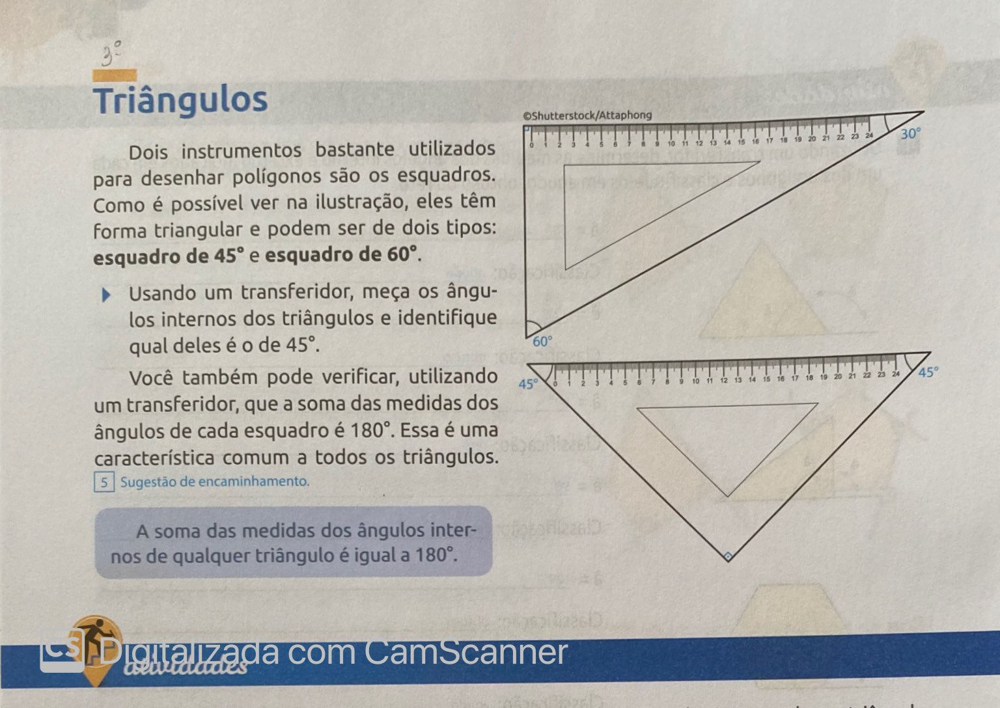 3º
Triângulos
Dois instrumentos bastante utilizados
para desenhar polígonos são os esquadros.
Como é possível ver na ilustração, eles têm
forma triangular e podem ser de dois tipos:
esquadro de 45° e esquadro de 60°.
Usando um transferidor, meça os ângu-
los internos dos triângulos e identifique
qual deles é o de 45°.
Você também pode verificar, utilizando
um transferidor, que a soma das medidas dos
ângulos de cada esquadro é 180°. Essa é uma
característica comum a todos os triângulos.
5 Sugestão de encaminhamento.
A soma das medidas dos ângulos inter-
nos de qualquer triângulo é igual a 180°.
©Shutterstock/Attaphong
0 1 2 3 4 5 6 7 8 9 10 11 12 13 14 15 16 17 18 19 20 21 22 23 24
30°
60°
45°
0 1 2 3 4 5 6 7 8 9 10 11 12 13 14 15 16 17 18 19 20 21 22 23 24
45°
CS Digitalizada com CamScanner
atividades